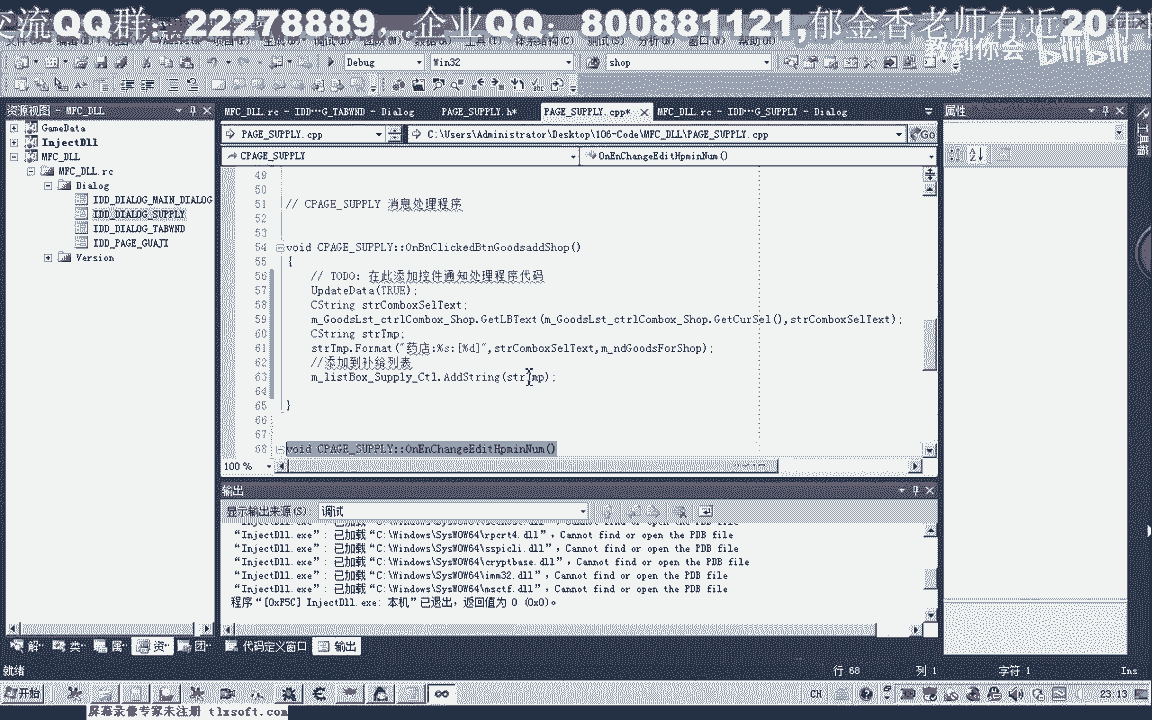 交流QQ群:22278889...企业QQ: 800881121,郁金香老师有近20年
教到你会 bilibili
Debug Win32 shop
资源视图 - MFC_DLL
MFC_DLL.rc - IDD...G_TABWND - Dialog PAGE_SUPPLY.h* PAGE_SUPPLY.cpp* MFC_DLL.rc - IDD...G_SUPPLY - Dialog
属性
PAGE_SUPPLY.cpp C:\Users\Administrator\Desktop\106-Code\MFC_DLL\PAGE_SUPPLY.cpp Go
CPAGE_SUPPLY OnEnChangeEditHpminNum()
GameData
InjectDll
MFC_DLL
MFC_DLL.rc
Dialog
IDD_DIALOG_MAIN_DIALOG
IDD_DIALOG_SUPPLY
IDD_DIALOG_TABWND
IDD_PAGE_GUAJI
Version
49
50
51 // CPAGE_SUPPLY 消息处理程序
52
53
54 void CPAGE_SUPPLY::OnBnClickedBtnGoodsaddShop()
55 {
56 // TODO: 在此添加控件通知处理程序代码
57 UpdateData(TRUE);
58 CString strComboxSelText;
59 m_GoodsLst_ctrlCombox_Shop.GetLBText(m_GoodsLst_ctrlCombox_Shop.GetCurSel(),strComboxSelText);
60 CString strTmp;
61 strTmp.Format("药店:%s:[%d]",strComboxSelText,m_ndGoodsForShop);
62 //添加到补给列表
63 m_listBox_Supply_Ctl.AddString(strTmp);
64
65 }
66
67
68 void CPAGE_SUPPLY::OnEnChangeEditHpminNum()
100 %
输出
显示输出来源(S): 调试
“InjectDll.exe”: 已加载“C:\Windows\SysWOW64\rpcrt4.dll”, Cannot find or open the PDB file
“InjectDll.exe”: 已加载“C:\Windows\SysWOW64\sspicli.dll”, Cannot find or open the PDB file
“InjectDll.exe”: 已加载“C:\Windows\SysWOW64\cryptbase.dll”, Cannot find or open the PDB file
“InjectDll.exe”: 已加载“C:\Windows\SysWOW64\imm32.dll”, Cannot find or open the PDB file
“InjectDll.exe”: 已加载“C:\Windows\SysWOW64\msctf.dll”, Cannot find or open the PDB file
程序“[0xF5C] InjectDll.exe: 本机”已退出,返回值为 0 (0x0)。
解... 类... 属... 资... 团... 代码定义窗口 输出
就绪 行 68 列 1 字符 1 Ins
开始 CH 23:13
屏幕录像专家未注册 tlxsoft.com